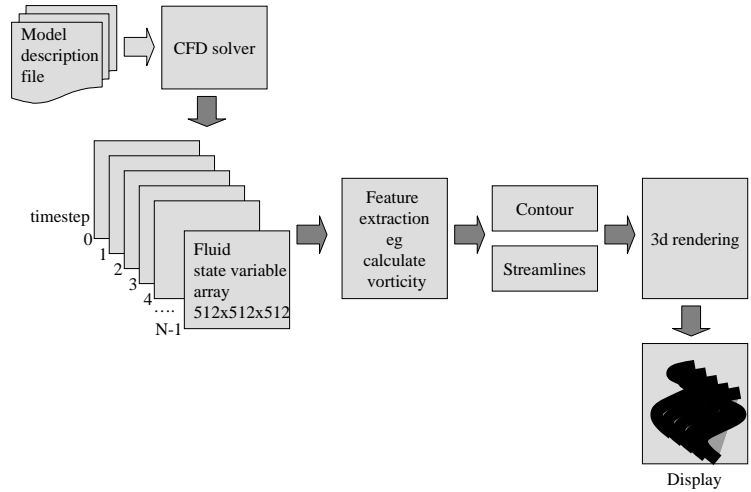 Model
description
file
CFD solver
timestep
0
1
2
3
4
....
N-1
Fluid
state variable
array
512x512x512
Feature
extraction
eg
calculate
vorticity
Contour
Streamlines
3d rendering
Display